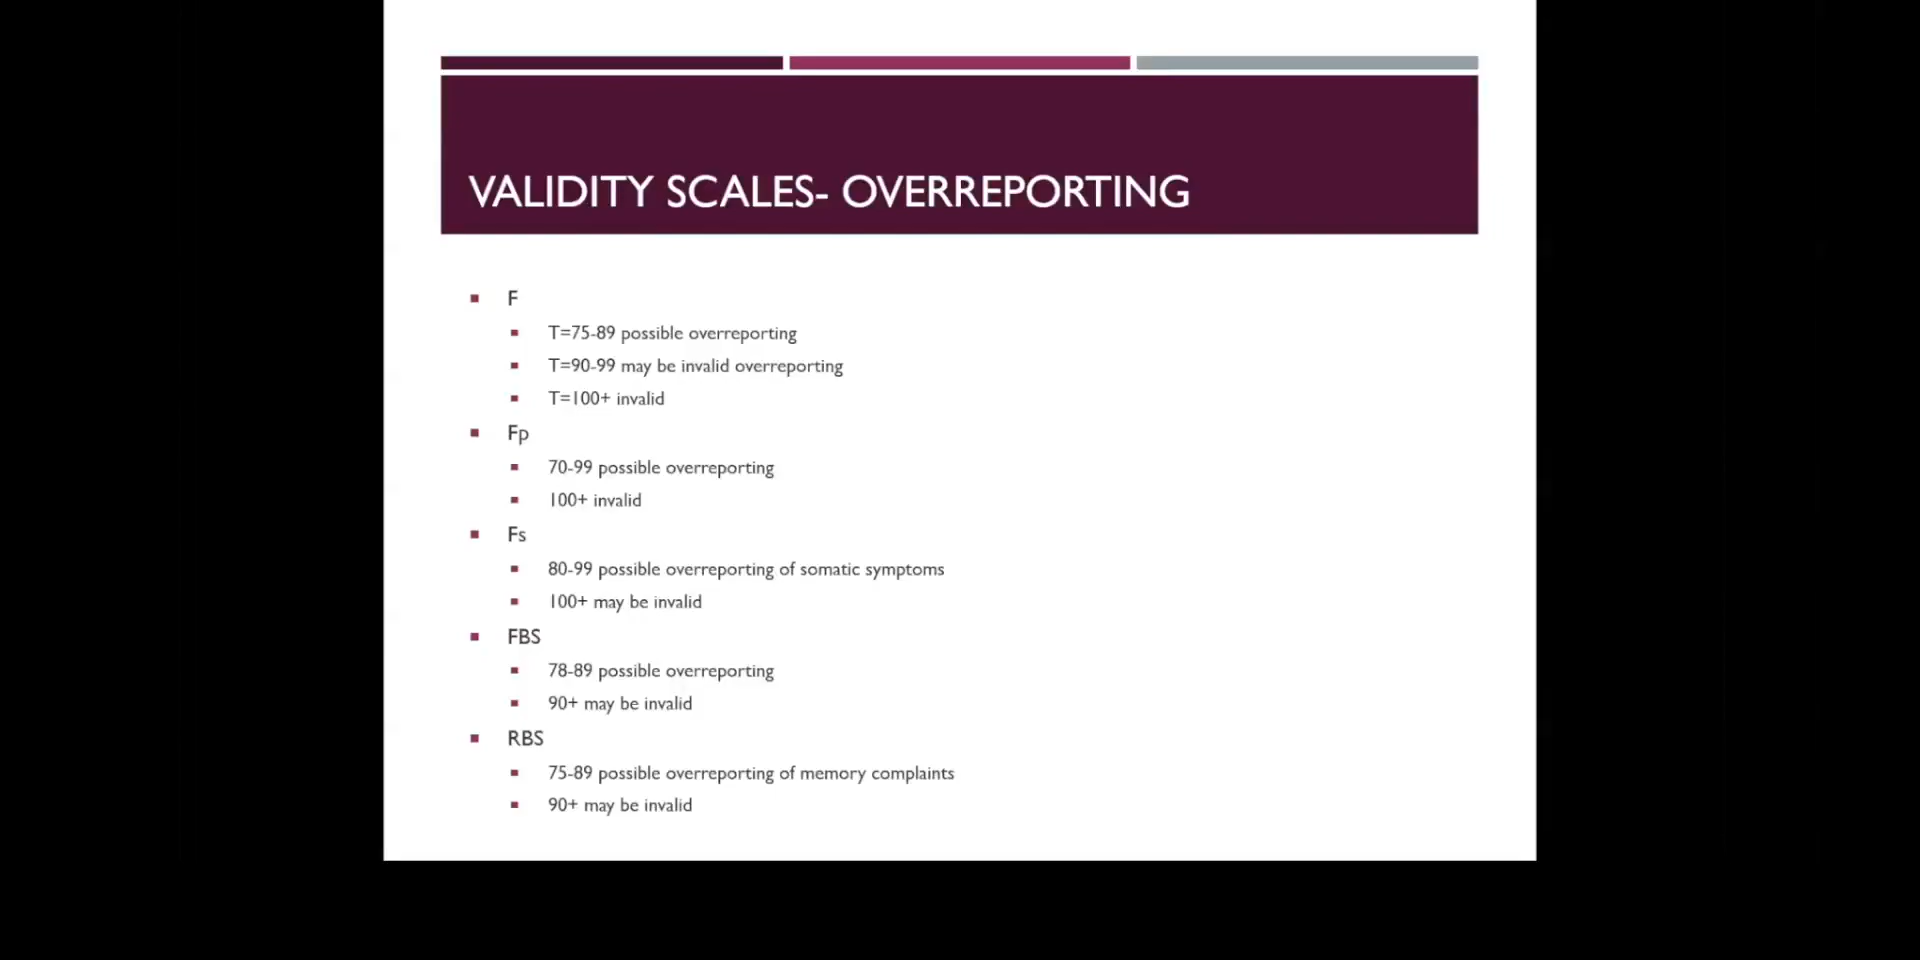 VALIDITY SCALES- OVERREPORTING
F
T=75-89 possible overreporting
T=90-99 may be invalid overreporting
T=100+ invalid
Fp
70-99 possible overreporting
100+ invalid
Fs
80-99 possible overreporting of somatic symptoms
100+ may be invalid
FBS
78-89 possible overreporting
90+ may be invalid
RBS
75-89 possible overreporting of memory complaints
90+ may be invalid